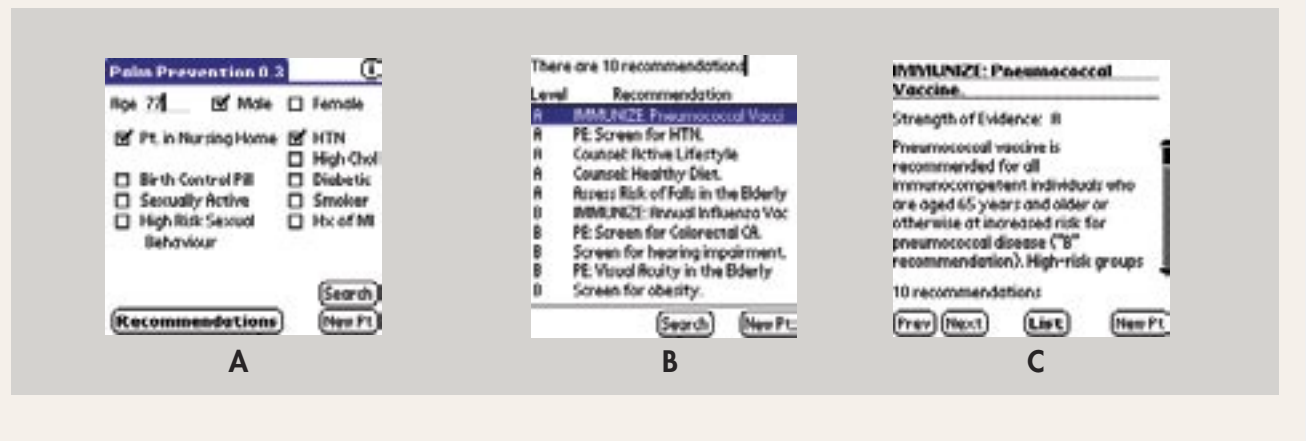 Palm Prevention 0.2
Age 77
Male
Female
Pt. in Nursing Home
HTN
High Chol
Birth Control Pill
Diabetic
Sexually Active
Smoker
High Risk Sexual
Behaviour
Hx of MI
Search
Recommendations
New Pt
A
There are 10 recommendations
Level Recommendation
A IMMUNIZE: Pneumococcal Vacci
A PE: Screen for HTN.
A Counsel: Active Lifestyle
A Counsel: Healthy Diet.
A Assess Risk of Falls in the Elderly
B IMMUNIZE: Annual Influenza Vac
B PE: Screen for Colorectal CA.
B Screen for hearing impairment.
B PE: Visual Acuity in the Elderly
B Screen for obesity.
Search New Pt.
B
IMMUNIZE: Pneumococcal
Vaccine.
Strength of Evidence: A
Pneumococcal vaccine is
recommended for all
immunocompetent individuals who
are aged 65 years and older or
otherwise at increased risk for
pneumococcal disease ("B"
recommendation). High-risk groups
10 recommendations
Prev Next List New Pt
C